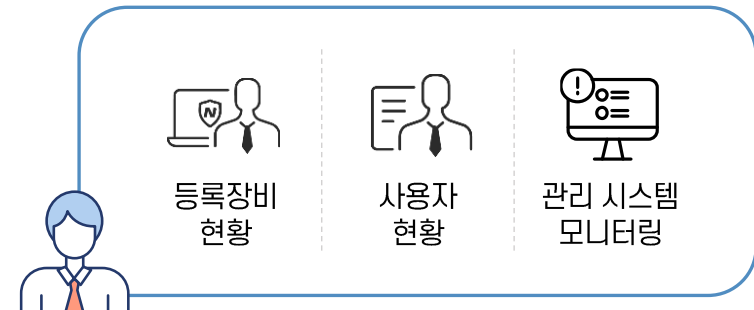 등록장비
현황
사용자
현황
관리 시스템
모니터링